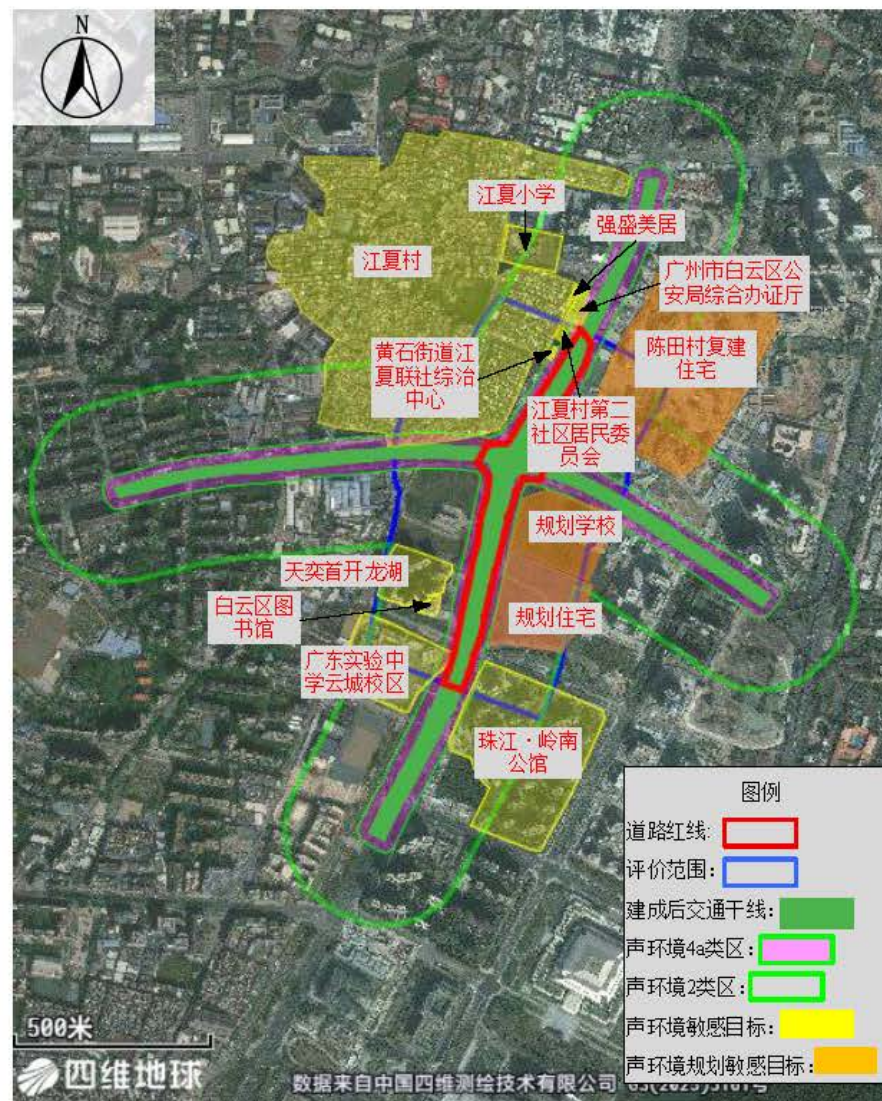 N
江夏小学
强盛美居
江夏村
广州市白云区公
安局综合办证厅
黄石街道江
夏联社综治
中心
陈田村复建
住宅
江夏村第二
社区居民委
员会
规划学校
天奕首开龙湖
白云区图
书馆
规划住宅
广东实验中
学云城校区
珠江·岭南
公馆
图例
道路红线:
评价范围:
建成后交通干线:
声环境4a类区:
声环境2类区:
声环境敏感目标:
声环境规划敏感目标:
500米
四维地球
数据来自中国四维测绘技术有限公司